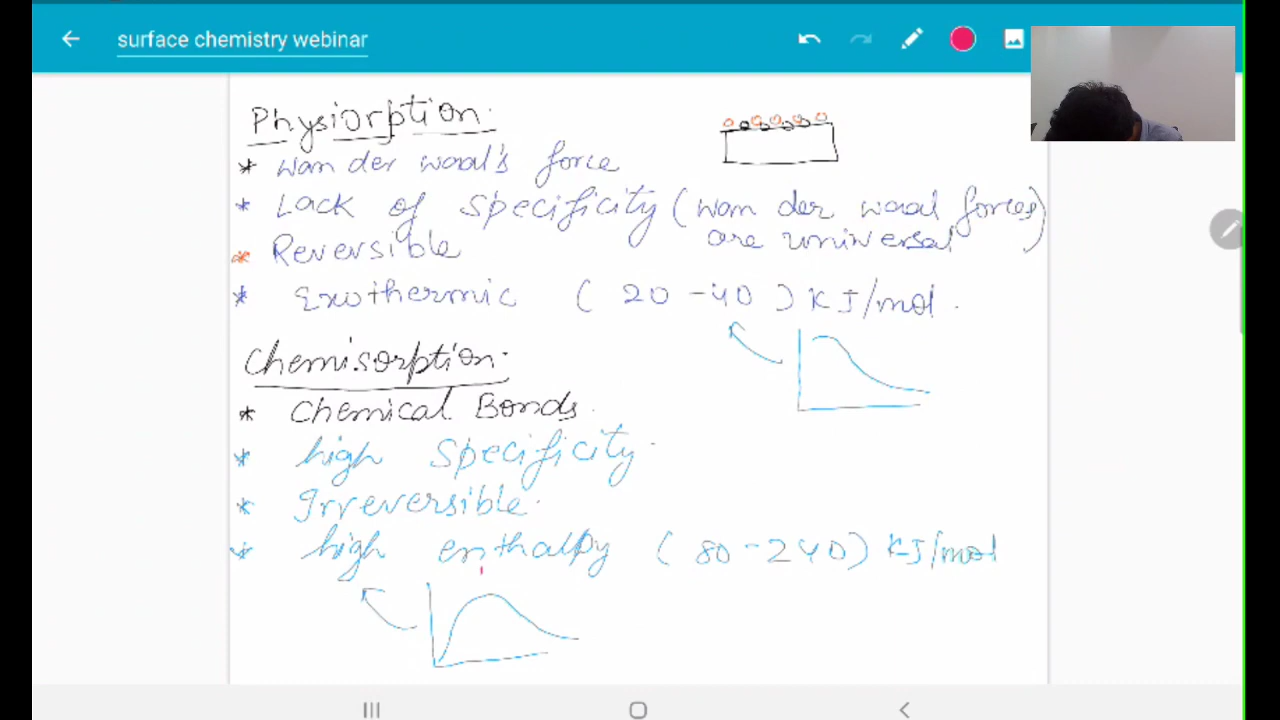 surface chemistry webinar
Physiorption.
* Wan der waal's force
* Lack of specificity (wan der waal forces
are universal)
* Reversible
* Exothermic (20-40) KJ/mol.
Chemisorption.
* Chemical Bonds.
* high specificity.
* Irreversible.
* high enthalpy (80-240) KJ/mol